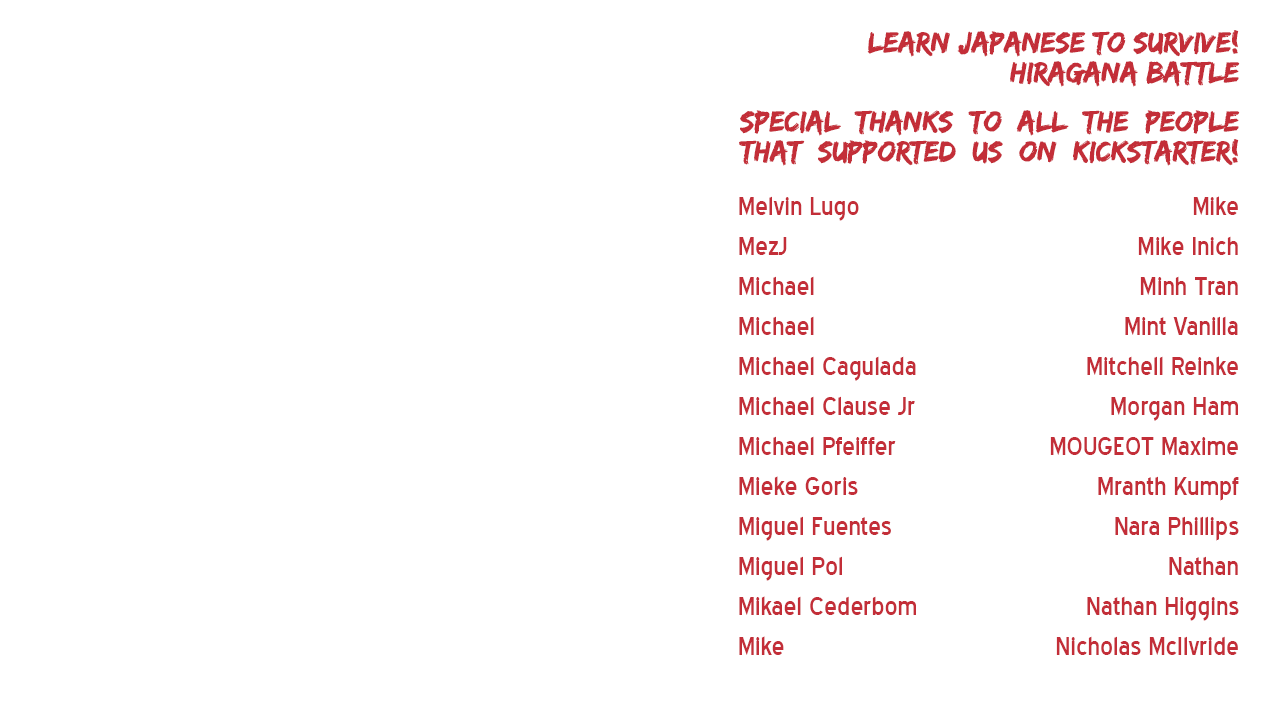 LEARN JAPANESE TO SURVIVE!
HIRAGANA BATTLE
SPECIAL THANKS TO ALL THE PEOPLE
THAT SUPPORTED US ON KICKSTARTER!
Melvin Lugo
MezJ
Michael
Michael
Michael Cagulada
Michael Clause Jr
Michael Pfeiffer
Mieke Goris
Miguel Fuentes
Miguel Pol
Mikael Cederbom
Mike
Mike
Mike Inich
Minh Tran
Mint Vanilla
Mitchell Reinke
Morgan Ham
MOUGEOT Maxime
Mranth Kumpf
Nara Phillips
Nathan
Nathan Higgins
Nicholas McIlvride